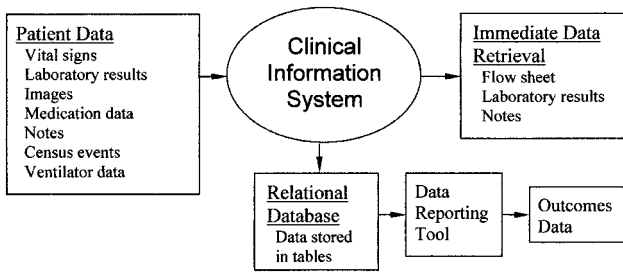 Patient Data
Vital signs
Laboratory results
Images
Medication data
Notes
Census events
Ventilator data
Clinical
Information
System
Immediate Data
Retrieval
Flow sheet
Laboratory results
Notes
Relational
Database
Data stored
in tables
Data
Reporting
Tool
Outcomes
Data